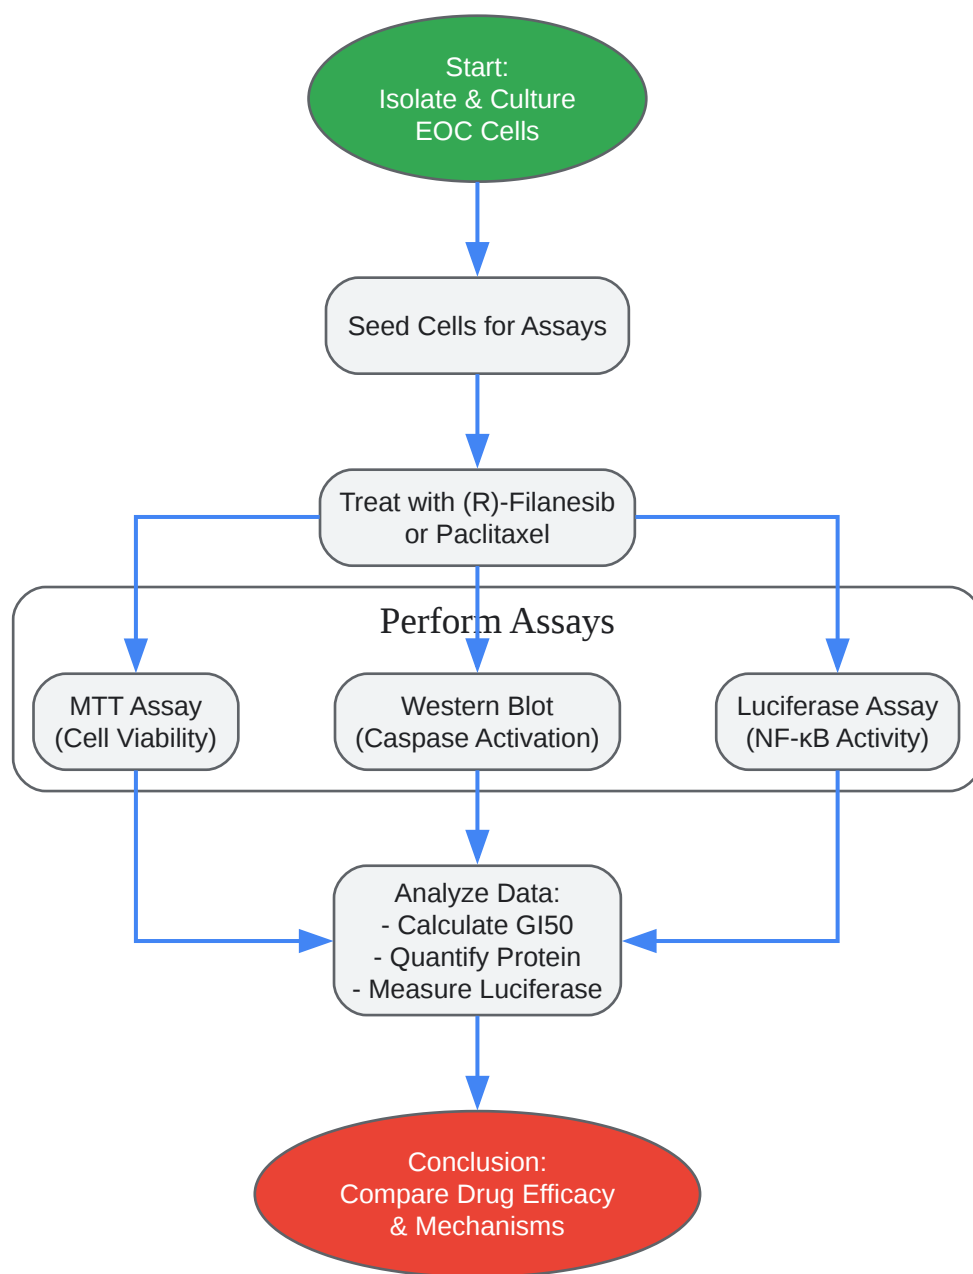 Start:
Isolate & Culture
EOC Cells
Seed Cells for Assays
Treat with (R)-Filanesib
or Paclitaxel
Perform Assays
MTT Assay
(Cell Viability)
Western Blot
(Caspase Activation)
Luciferase Assay
(NF-κB Activity)
Analyze Data:
- Calculate GI50
- Quantify Protein
- Measure Luciferase
Conclusion:
Compare Drug Efficacy
& Mechanisms